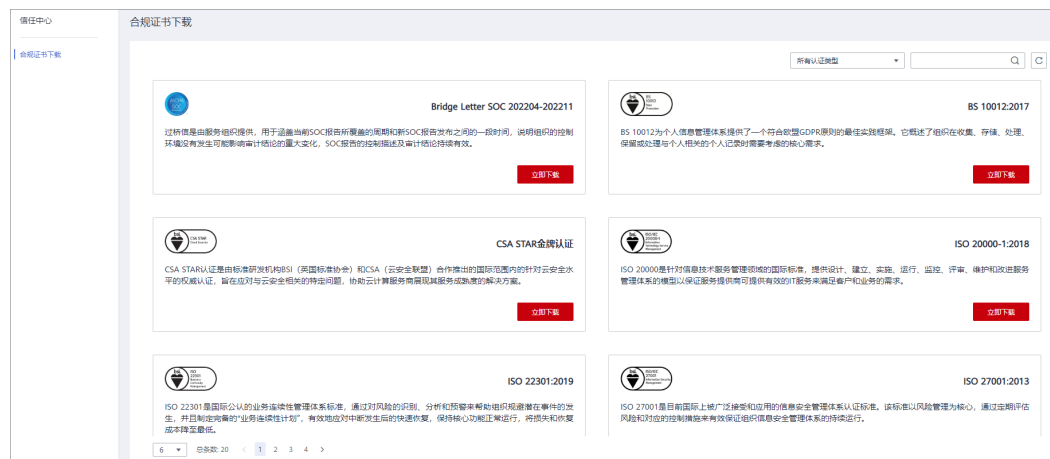 信任中心
合规证书下载
合规证书下载
所有认证类型
Bridge Letter SOC 202204-202211
过桥信是由服务组织提供，用于涵盖当前SOC报告所覆盖的周期和新SOC报告发布之间的一段时间，说明组织的控制
环境没有发生可能影响审计结论的重大变化，SOC报告的控制描述及审计结论持续有效。
立即下载
BS 10012:2017
BS 10012为个人信息管理体系提供了一个符合欧盟GDPR原则的最佳实践框架。它概述了组织在收集、存储、处理、
保留或处理与个人相关的个人记录时需要考虑的核心需求。
立即下载
CSA STAR金牌认证
CSA STAR认证是由标准研发机构BSI（英国标准协会）和CSA（云安全联盟）合作推出的国际范围内的针对云安全水
平的权威认证，旨在应对与云安全相关的特定问题，协助云计算服务商展现其服务成熟度的解决方案。
立即下载
ISO 20000-1:2018
ISO 20000是针对信息技术服务管理领域的国际标准，提供设计、建立、实施、运行、监控、评审、维护和改进服务
管理体系的模型以保证服务提供商可提供有效的IT服务来满足客户和业务的需求。
立即下载
ISO 22301:2019
ISO 22301是国际公认的业务连续性管理体系标准，通过对风险的识别、分析和预警来帮助组织规避潜在事件的发
生，并且制定完备的“业务连续性计划”，有效地应对中断发生后的快速恢复，保持核心功能正常运行，将损失和恢复
成本降至最低。
ISO 27001:2013
ISO 27001是目前国际上被广泛接受和应用的信息安全管理体系认证标准。该标准以风险管理为核心，通过定期评估
风险和对应的控制措施来有效保证组织信息安全管理体系的持续运行。
6 总条数: 20 < 1 2 3 4 >